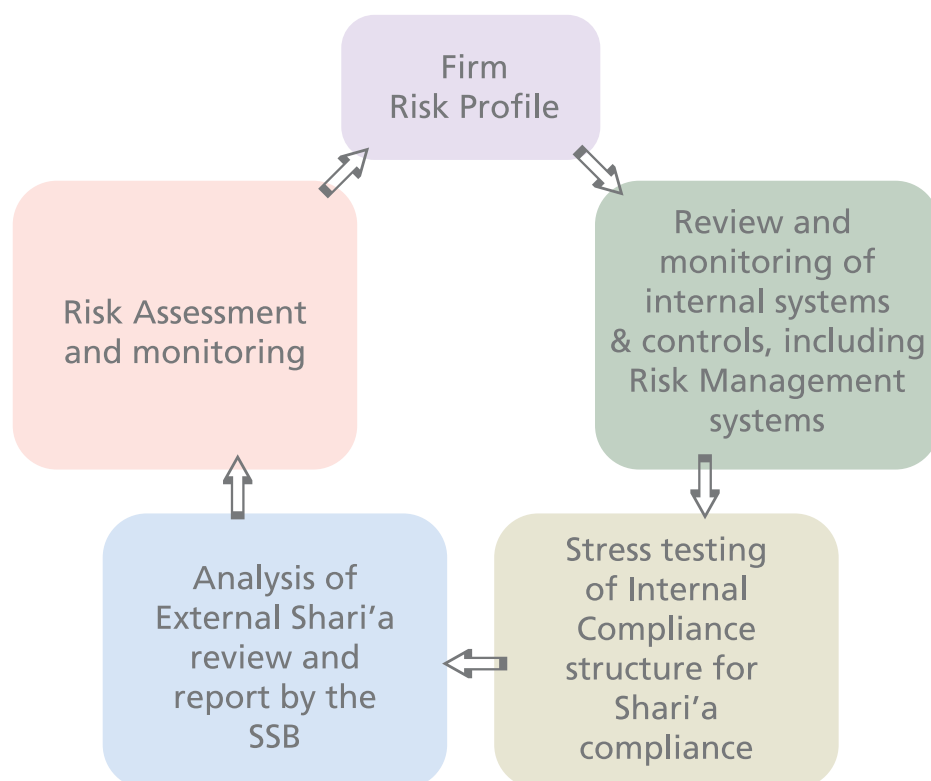 Firm
Risk Profile
Review and
monitoring of
internal systems
& controls, including
Risk Management
systems
Stress testing
of Internal
Compliance
structure for
Shari’a
compliance
Analysis of
External Shari’a
review and
report by the
SSB
Risk Assessment
and monitoring